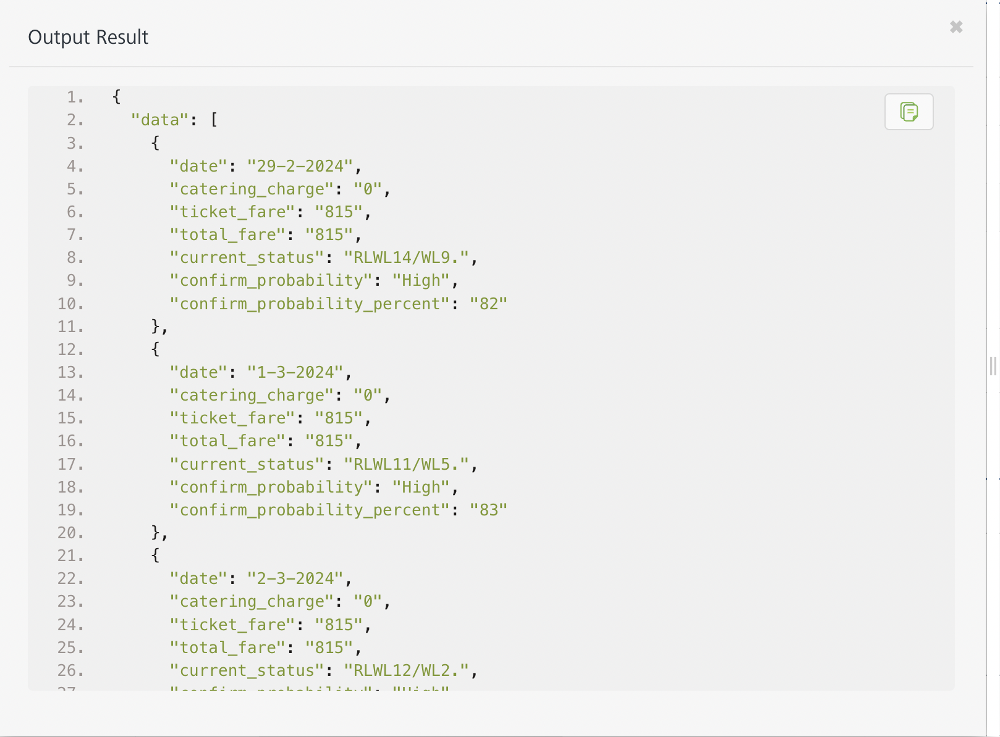 Output Result
1. {
2. "data": [
3. {
4. "date": "29-2-2024",
5. "catering_charge": "0",
6. "ticket_fare": "815",
7. "total_fare": "815",
8. "current_status": "RLWL14/WL9.",
9. "confirm_probability": "High",
10. "confirm_probability_percent": "82"
11. },
12. {
13. "date": "1-3-2024",
14. "catering_charge": "0",
15. "ticket_fare": "815",
16. "total_fare": "815",
17. "current_status": "RLWL11/WL5.",
18. "confirm_probability": "High",
19. "confirm_probability_percent": "83"
20. },
21. {
22. "date": "2-3-2024",
23. "catering_charge": "0",
24. "ticket_fare": "815",
25. "total_fare": "815",
26. "current_status": "RLWL12/WL2.",
27. "confirm_probability": "High"